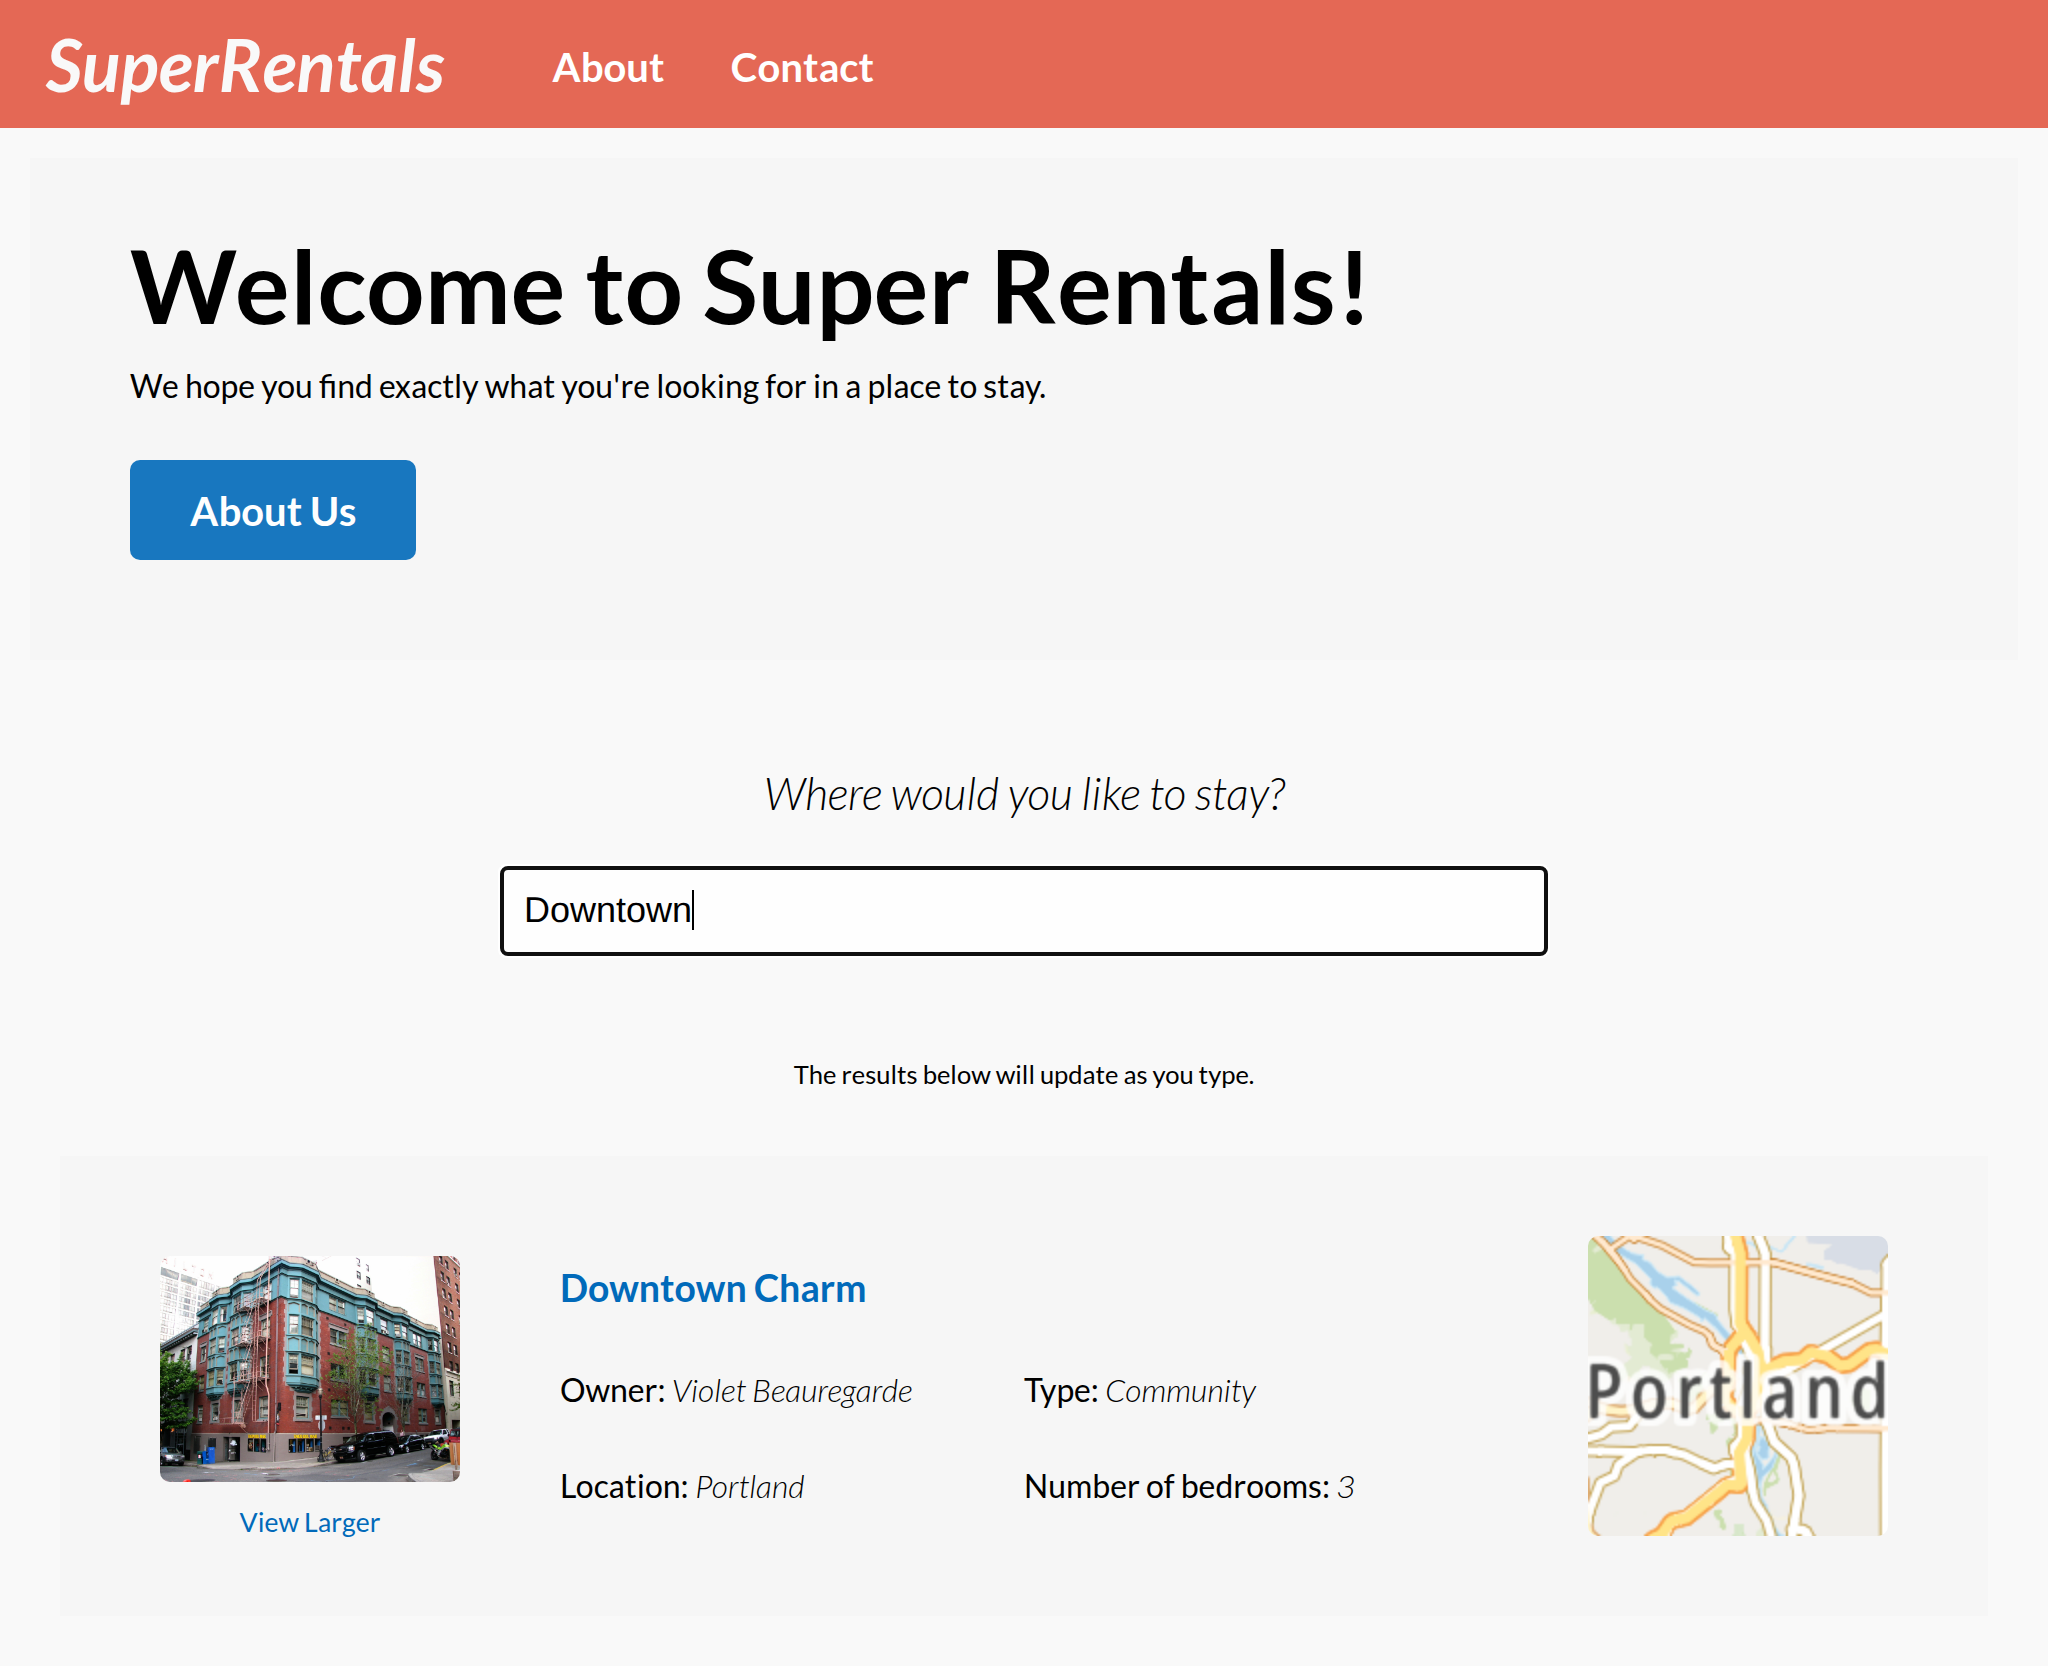 SuperRentals About Contact
Welcome to Super Rentals!
We hope you find exactly what you're looking for in a place to stay.
About Us
Where would you like to stay?
Downtown
The results below will update as you type.
Downtown Charm
Owner: Violet Beauregarde
Type: Community
Location: Portland
Number of bedrooms: 3
View Larger
Portland